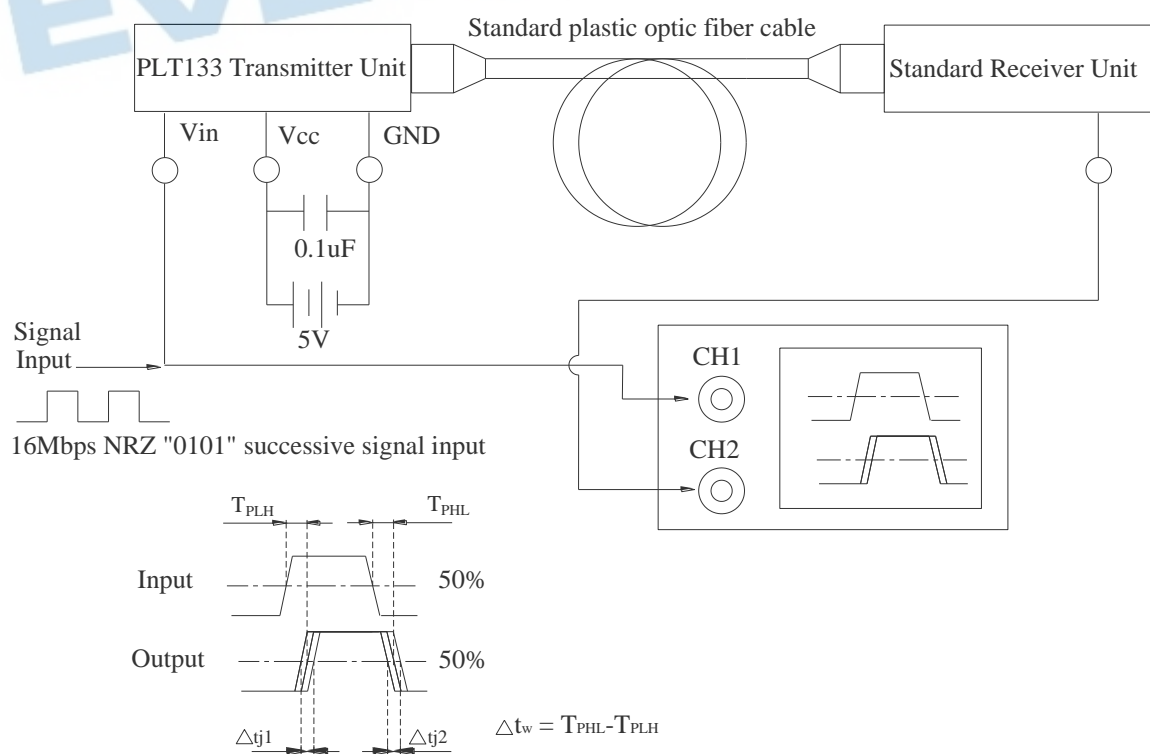 Standard plastic optic fiber cable
PLT133 Transmitter Unit
Standard Receiver Unit
Vin
Vcc
GND
0.1uF
5V
Signal
Input
CH1
CH2
16Mbps NRZ "0101" successive signal input
TPLH
TPHL
Input
50%
Output
50%
△tj1
△tj2
△tw = TPHL-TPLH